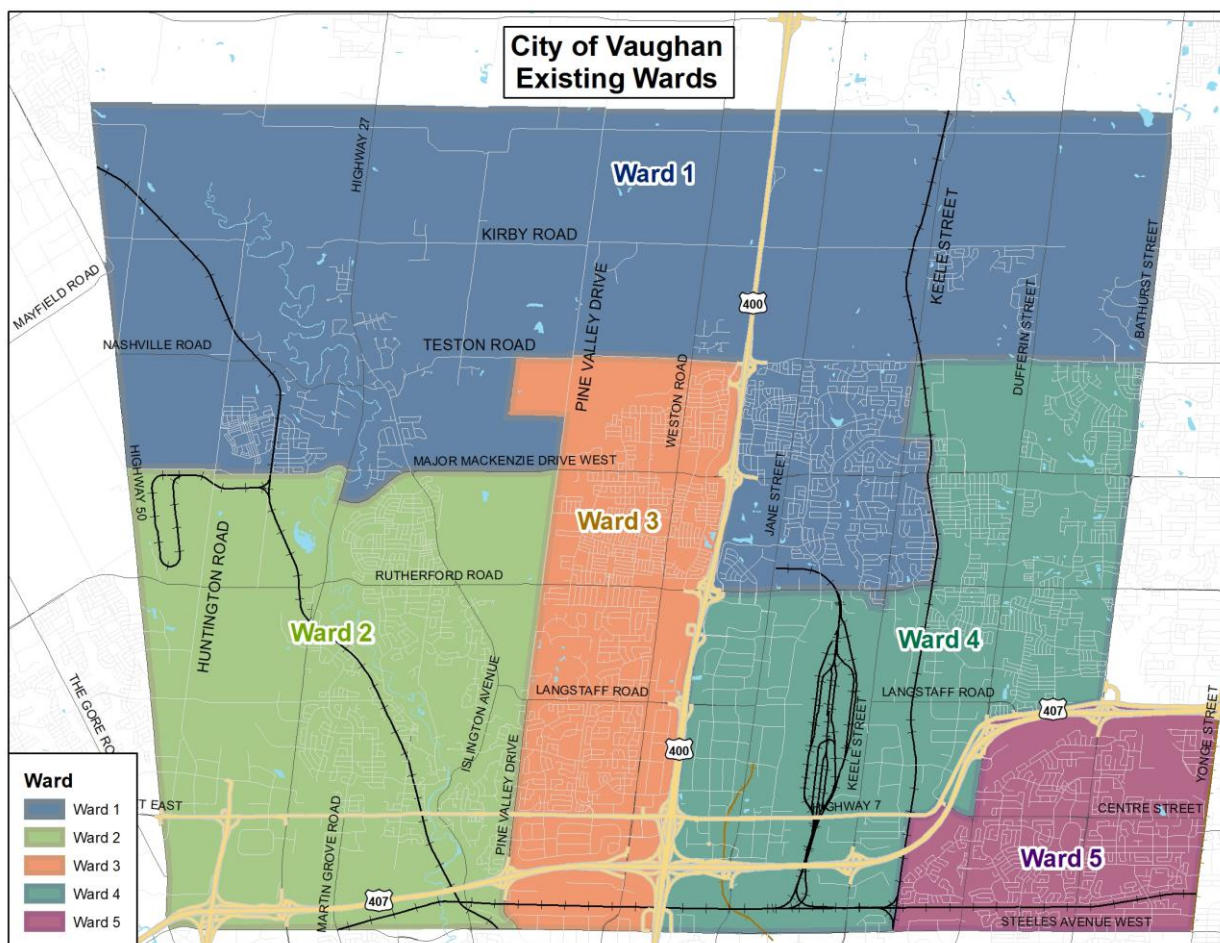 City of Vaughan
Existing Wards
HIGHWAY 27
Ward 1
KIRBY ROAD
KEELE STREET
BATHURST STREET
MAYFIELD ROAD
400
PINE VALLEY DRIVE
DUFFERIN STREET
NASHVILLE ROAD
TESTON ROAD
WESTON ROAD
MAJOR MACKENZIE DRIVE WEST
HIGHWAY 50
JANE STREET
Ward 3
RUTHERFORD ROAD
HUNTINGTON ROAD
Ward 2
Ward 4
ISLINGTON AVENUE
LANGSTAFF ROAD
LANGSTAFF ROAD
THE GORE RO
407
400
KEELE STREET
YONGE STREET
Ward
Ward 1
Ward 2
Ward 3
Ward 4
Ward 5
T EAST
HIGHWAY 7
CENTRE STREET
PINE VALLEY DRIVE
MARTIN GROVE ROAD
Ward 5
407
STEELES AVENUE WEST